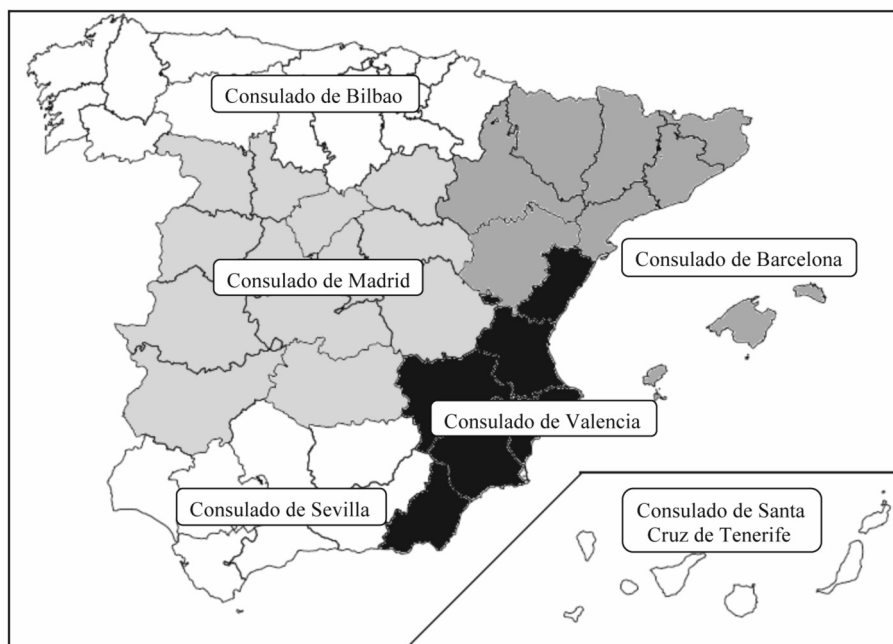 Consulado de Bilbao
Consulado de Barcelona
Consulado de Madrid
Consulado de Valencia
Consulado de Sevilla
Consulado de Santa
Cruz de Tenerife